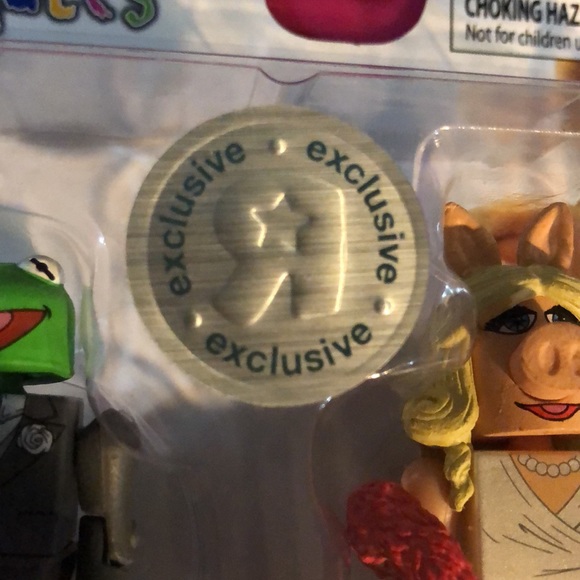 CHOKING HAZ
Not for children u
exclusive
exclusive
exclusive
R